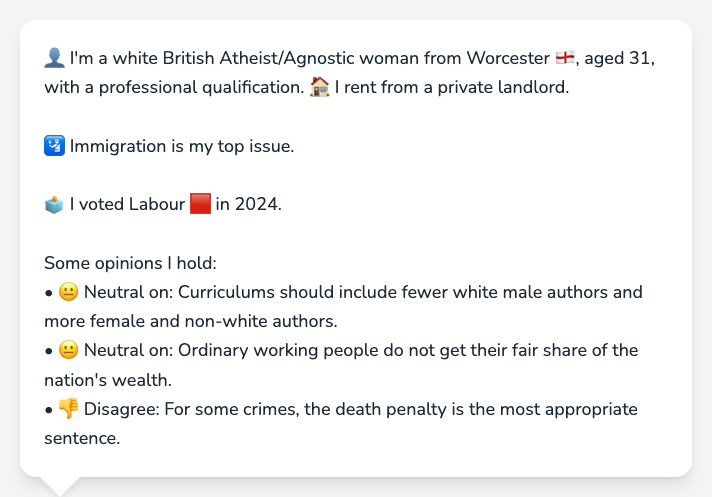 👤 I'm a white British Atheist/Agnostic woman from Worcester 🏴󠁧󠁢󠁥󠁮󠁧󠁿, aged 31,
with a professional qualification. 🏠 I rent from a private landlord.
🛂 Immigration is my top issue.
🗳️ I voted Labour 🟥 in 2024.
Some opinions I hold:
• 😐 Neutral on: Curriculums should include fewer white male authors and
more female and non-white authors.
• 😐 Neutral on: Ordinary working people do not get their fair share of the
nation's wealth.
• 👎 Disagree: For some crimes, the death penalty is the most appropriate
sentence.